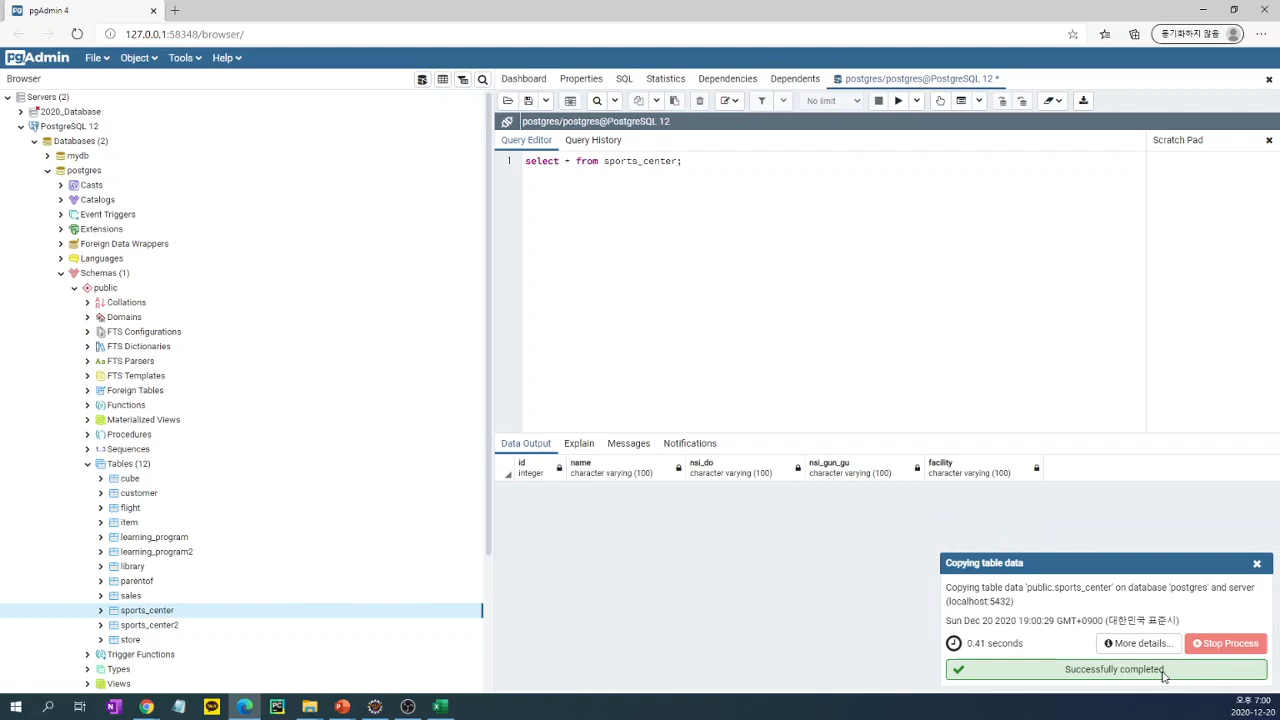 pgAdmin 4
127.0.0.1:58348/browser/
동기화하지 않음
pgAdmin
File
Object
Tools
Help
Browser
Dashboard
Properties
SQL
Statistics
Dependencies
Dependents
postgres/postgres@PostgreSQL 12 *
Servers (2)
2020_Database
PostgreSQL 12
Databases (2)
mydb
postgres
Casts
Catalogs
Event Triggers
Extensions
Foreign Data Wrappers
Languages
Schemas (1)
public
Collations
Domains
FTS Configurations
FTS Dictionaries
FTS Parsers
FTS Templates
Foreign Tables
Functions
Materialized Views
Procedures
Sequences
Tables (12)
cube
customer
flight
item
learning_program
learning_program2
library
parentof
sales
sports_center
sports_center2
store
Trigger Functions
Types
Views
No limit
postgres/postgres@PostgreSQL 12
Query Editor
Query History
Scratch Pad
1
select * from sports_center;
Data Output
Explain
Messages
Notifications
id
integer
name
character varying (100)
nsi_do
character varying (100)
nsi_gun_gu
character varying (100)
facility
character varying (100)
Copying table data
Copying table data 'public.sports_center' on database 'postgres' and server
(localhost:5432)
Sun Dec 20 2020 19:00:29 GMT+0900 (대한민국 표준시)
0.41 seconds
More details...
Stop Process
Successfully completed.
오후 7:00
2020-12-20